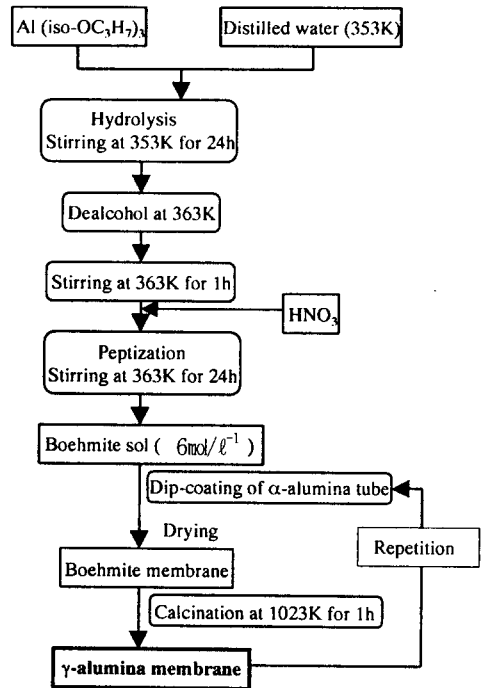 Al (iso-OC₃H₇)₃
Distilled water (353K)
Hydrolysis
Stirring at 353K for 24h
Dealcohol at 363K
Stirring at 363K for 1h
HNO₃
Peptization
Stirring at 363K for 24h
Boehmite sol ( 6mol/ℓ⁻¹ )
Dip-coating of α-alumina tube
Drying
Repetition
Boehmite membrane
Calcination at 1023K for 1h
γ-alumina membrane